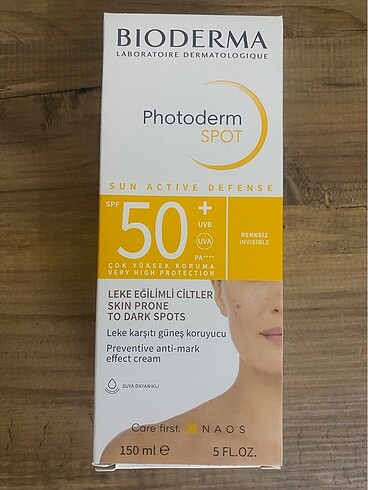 BIODERMA
LABORATOIRE DERMATOLOGIQUE
Photoderm
SPOT
SUN ACTIVE DEFENSE
SPF 50+
UVB
UVA
PA++++
RENKSİZ
INVISIBLE
ÇOK YÜKSEK KORUMA
VERY HIGH PROTECTION
LEKE EĞİLİMLİ CİLTLER
SKIN PRONE
TO DARK SPOTS
Leke karşıtı güneş koruyucu
Preventive anti-mark
effect cream
SUYA DAYANIKLI
Care first. NAOS
150 ml ℮ 5 FL.OZ.